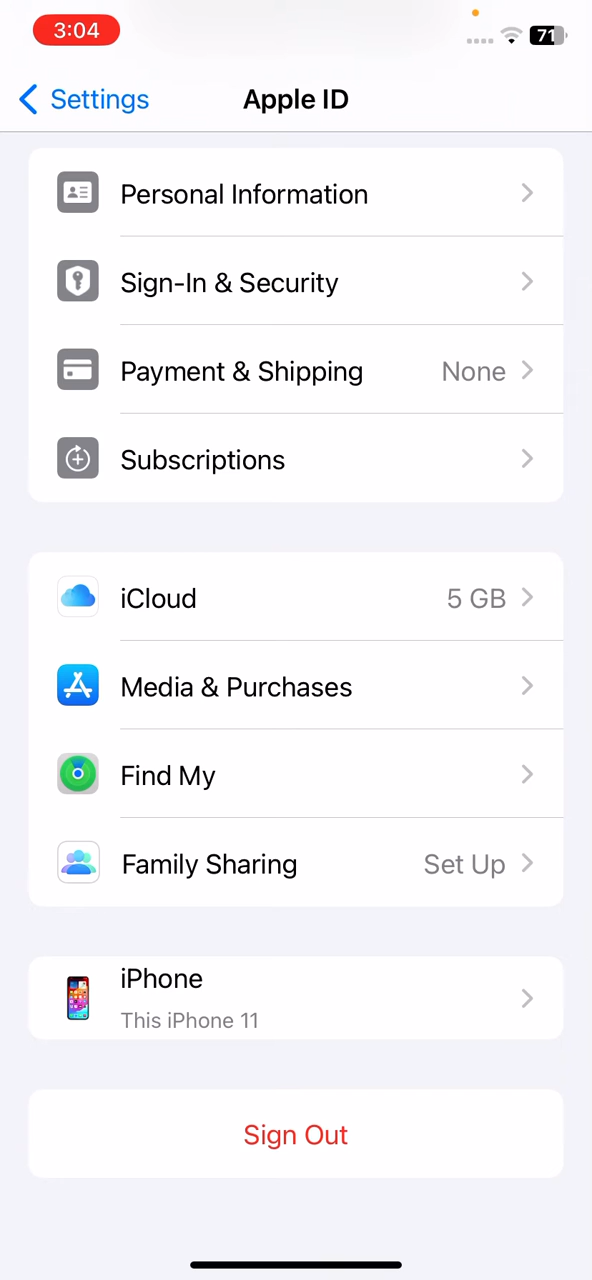 3:04
71
Settings
Apple ID
Personal Information
Sign-In & Security
Payment & Shipping None
Subscriptions
iCloud 5 GB
Media & Purchases
Find My
Family Sharing Set Up
iPhone
This iPhone 11
Sign Out